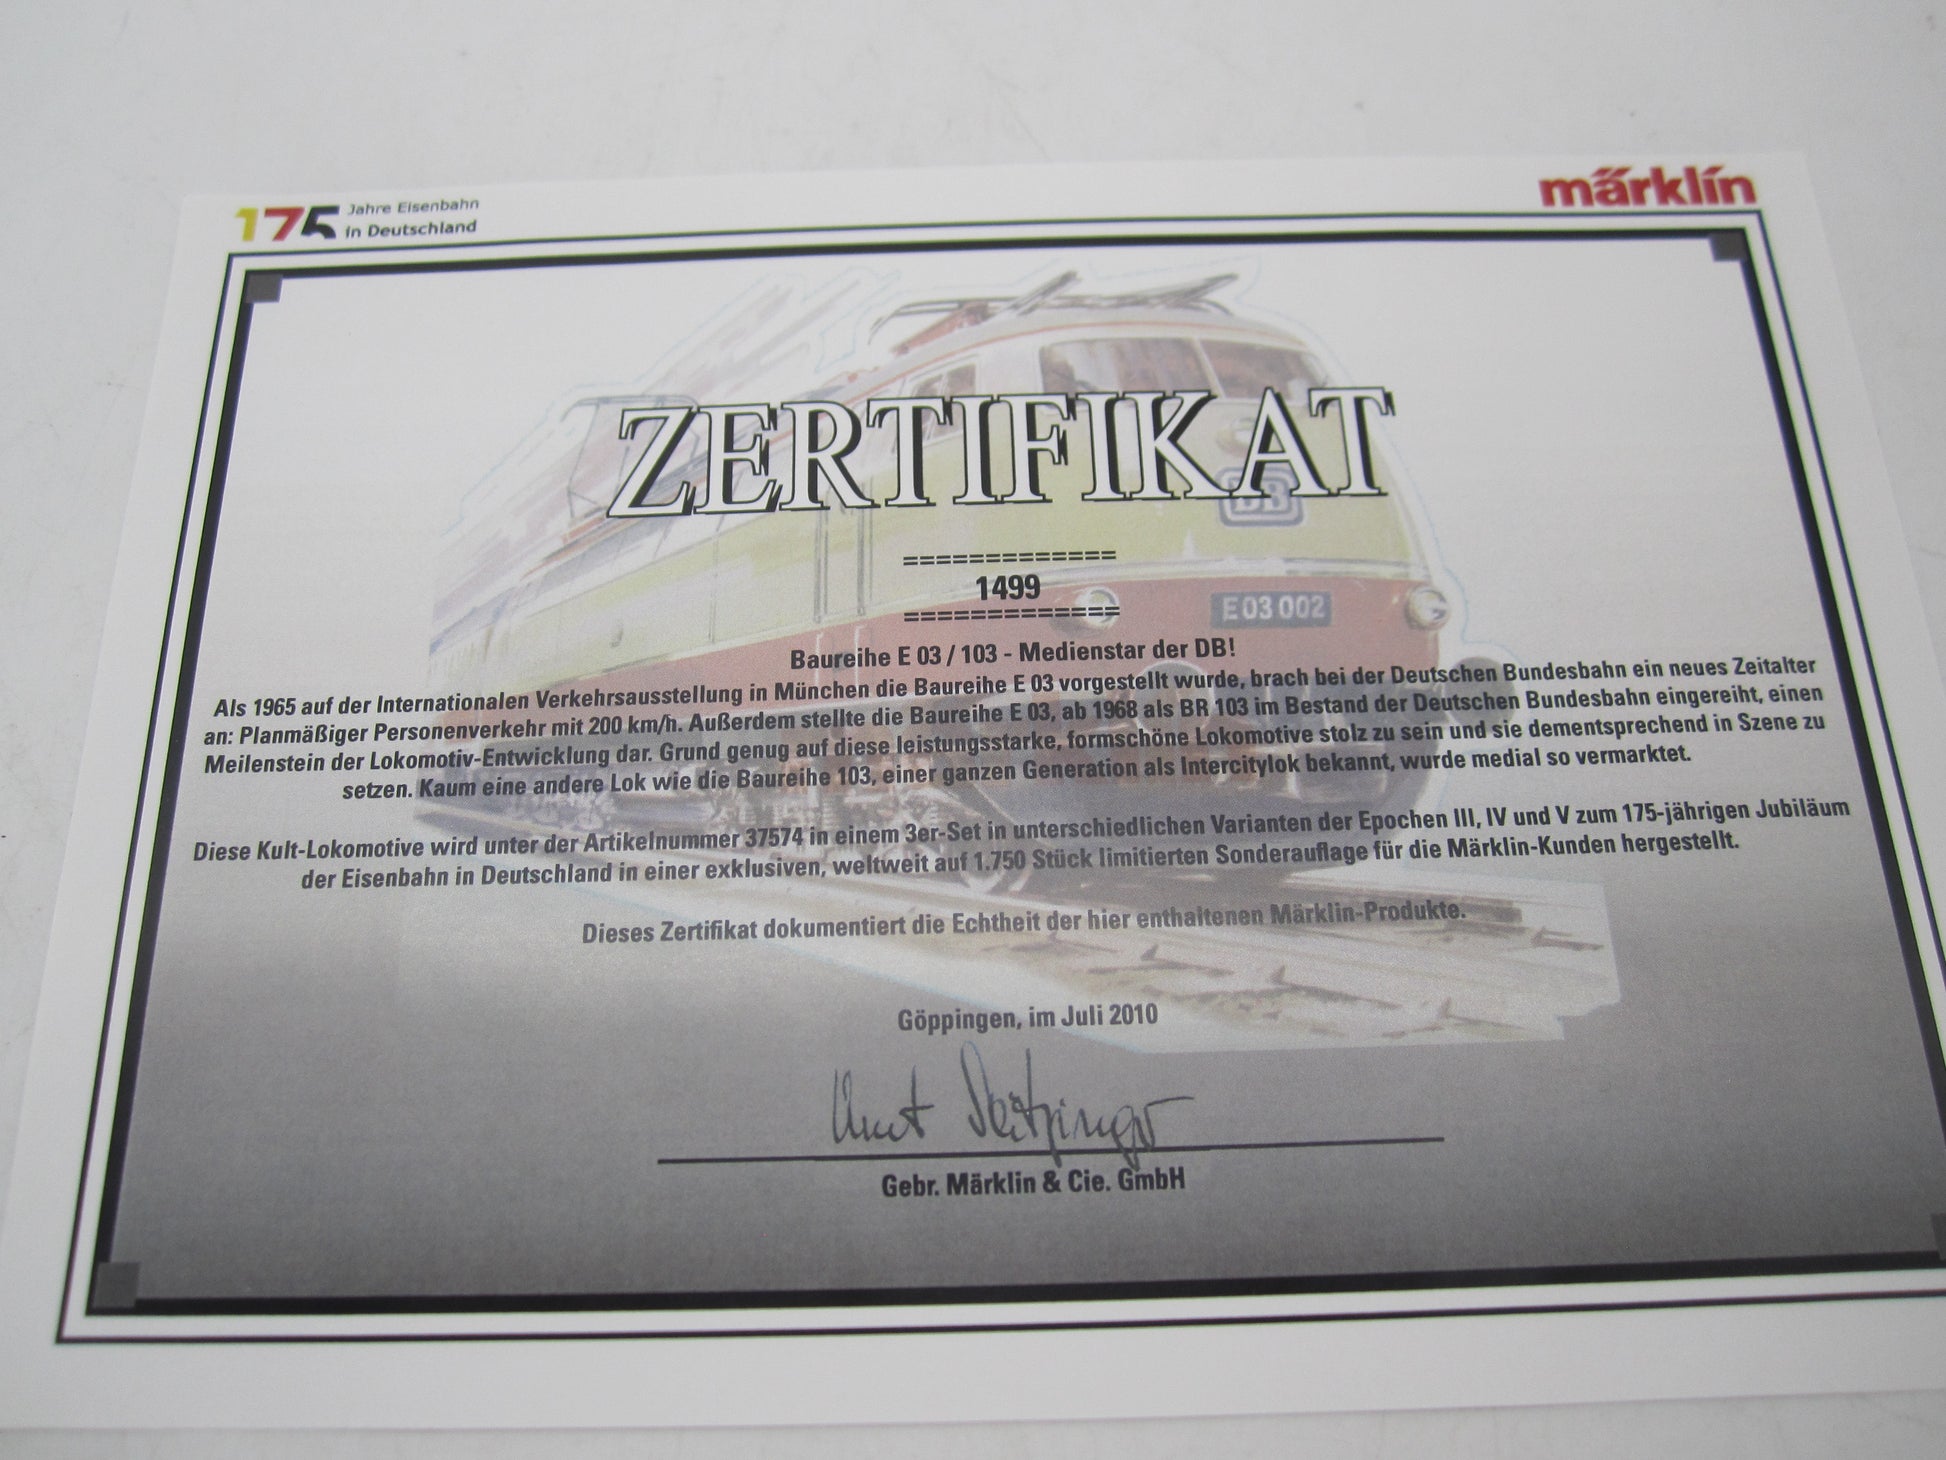 175 Jahre Eisenbahn
in Deutschland
märklin
ZERTIFIKAT
=============
1499
=============
Baureihe E 03 / 103 - Medienstar der DB!
Als 1965 auf der Internationalen Verkehrsausstellung in München die Baureihe E 03 vorgestellt wurde, brach bei der Deutschen Bundesbahn ein neues Zeitalter
an: Planmäßiger Personenverkehr mit 200 km/h. Außerdem stellte die Baureihe E 03, ab 1968 als BR 103 im Bestand der Deutschen Bundesbahn eingereiht, einen
Meilenstein der Lokomotiv-Entwicklung dar. Grund genug auf diese leistungsstarke, formschöne Lokomotive stolz zu sein und sie dementsprechend in Szene zu
setzen. Kaum eine andere Lok wie die Baureihe 103, einer ganzen Generation als Intercitylok bekannt, wurde medial so vermarktet.
Diese Kult-Lokomotive wird unter der Artikelnummer 37574 in einem 3er-Set in unterschiedlichen Varianten der Epochen III, IV und V zum 175-jährigen Jubiläum
der Eisenbahn in Deutschland in einer exklusiven, weltweit auf 1.750 Stück limitierten Sonderauflage für die Märklin-Kunden hergestellt.
Dieses Zertifikat dokumentiert die Echtheit der hier enthaltenen Märklin-Produkte.
Göppingen, im Juli 2010
Gebr. Märklin & Cie. GmbH
DB
E 03 002